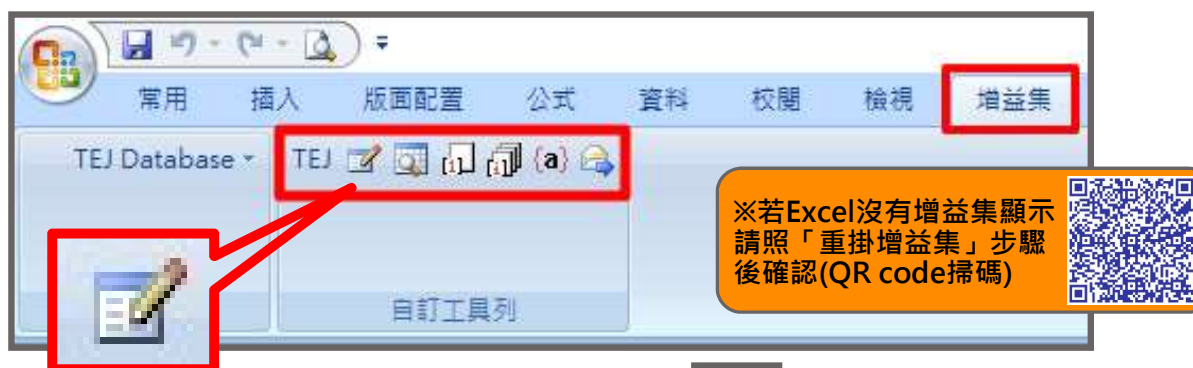 常用 插入 版面配置 公式 資料 校閱 檢視 增益集
TEJ Database TEJ {a}
※若Excel沒有增益集顯示
請照「重掛增益集」步驟
後確認(QR code掃碼)
自訂工具列